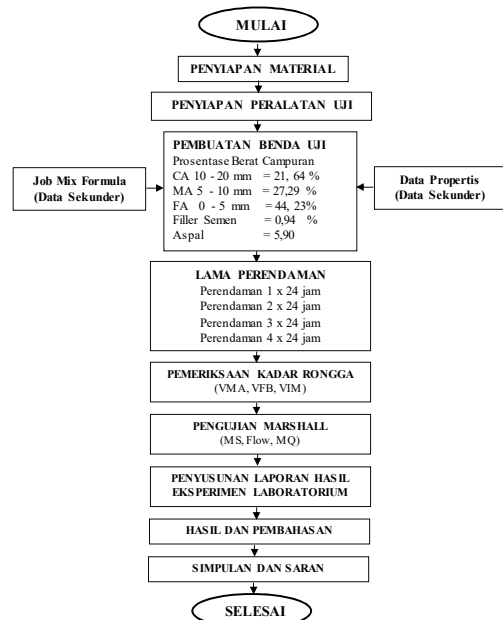 MULAI
PENYIAPAN MATERIAL
PENYIAPAN PERALATAN UJI
PEMBUATAN BENDA UJI
Prosentase Berat Campuran
CA 10 - 20 mm = 21, 64 %
MA 5 - 10 mm = 27,29 %
FA 0 - 5 mm = 44, 23%
Filler Semen = 0,94 %
Aspal = 5,90
Job Mix Formula
(Data Sekunder)
Data Propertis
(Data Sekunder)
LAMA PERENDAMAN
Perendaman 1 x 24 jam
Perendaman 2 x 24 jam
Perendaman 3 x 24 jam
Perendaman 4 x 24 jam
PEMERIKSAAN KADAR RONGGA
(VMA, VFB, VIM)
PENGUJIAN MARSHALL
(MS, Flow, MQ)
PENYUSUNAN LAPORAN HASIL
EKSPERIMEN LABORATORIUM
HASIL DAN PEMBAHASAN
SIMPULAN DAN SARAN
SELESAI